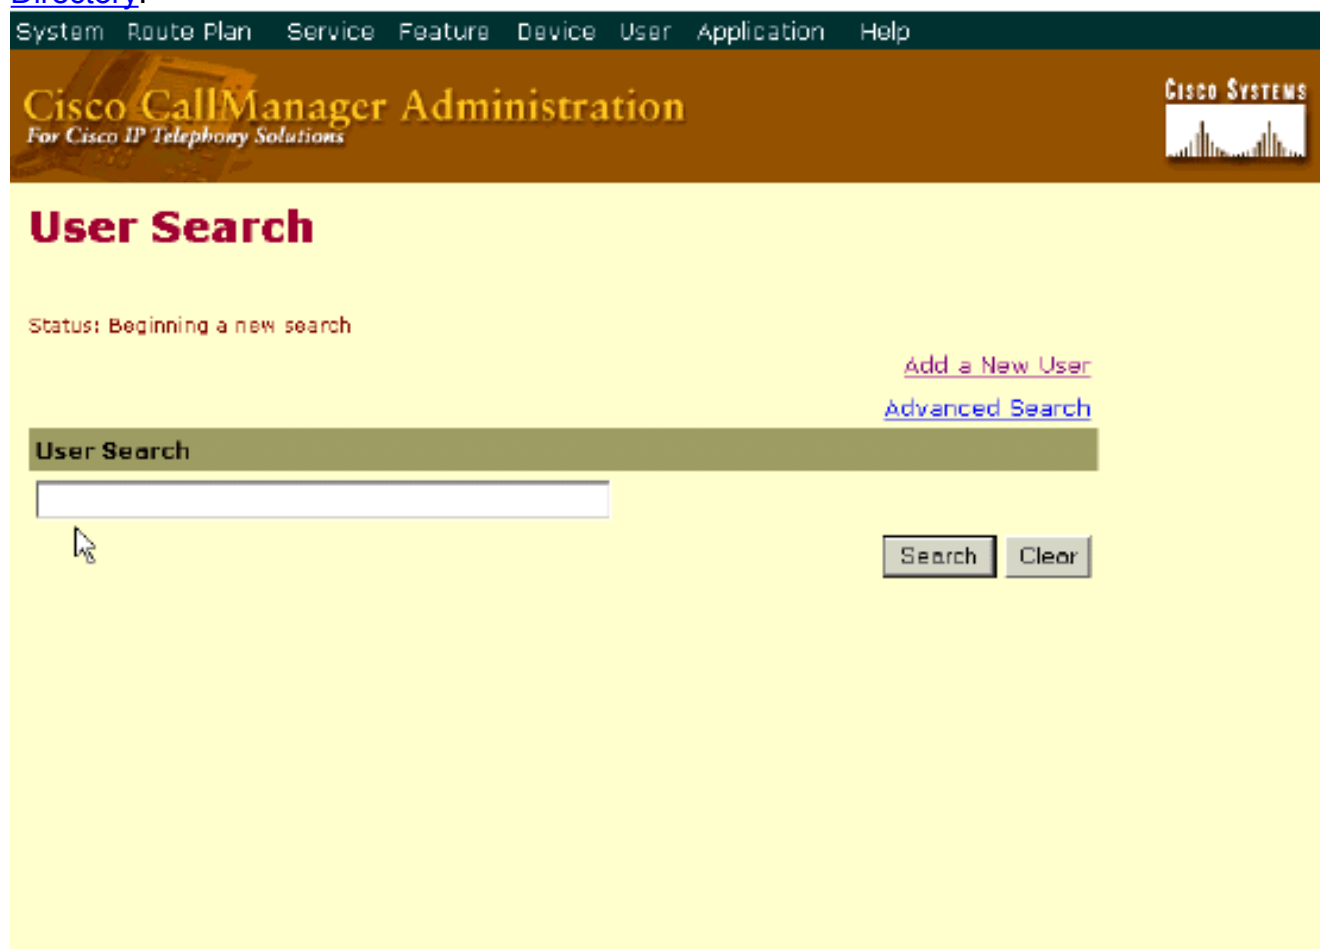 Directory.
System Route Plan Service Feature Device User Application Help
Cisco CallManager Administration
For Cisco IP Telephony Solutions
CISCO SYSTEMS
User Search
Status: Beginning a new search
Add a New User
Advanced Search
User Search
Search Clear